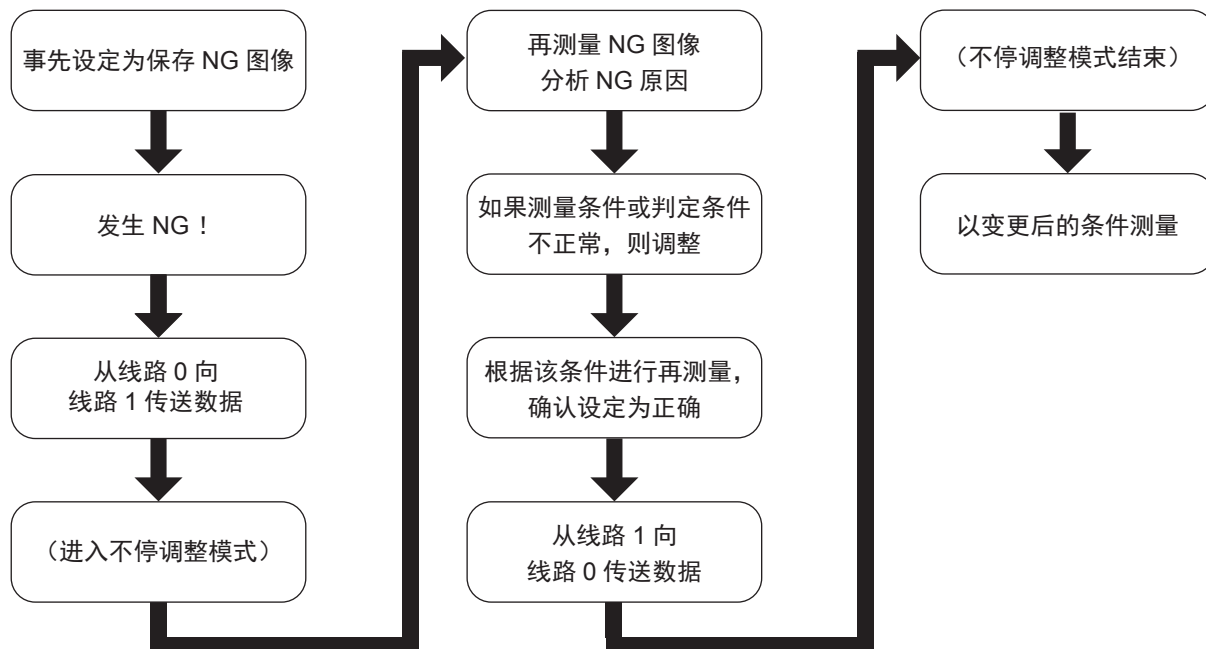 事先设定为保存 NG 图像
发生 NG！
从线路 0 向
线路 1 传送数据
（进入不停调整模式）
再测量 NG 图像
分析 NG 原因
如果测量条件或判定条件
不正常，则调整
根据该条件进行再测量，
确认设定为正确
从线路 1 向
线路 0 传送数据
（不停调整模式结束）
以变更后的条件测量